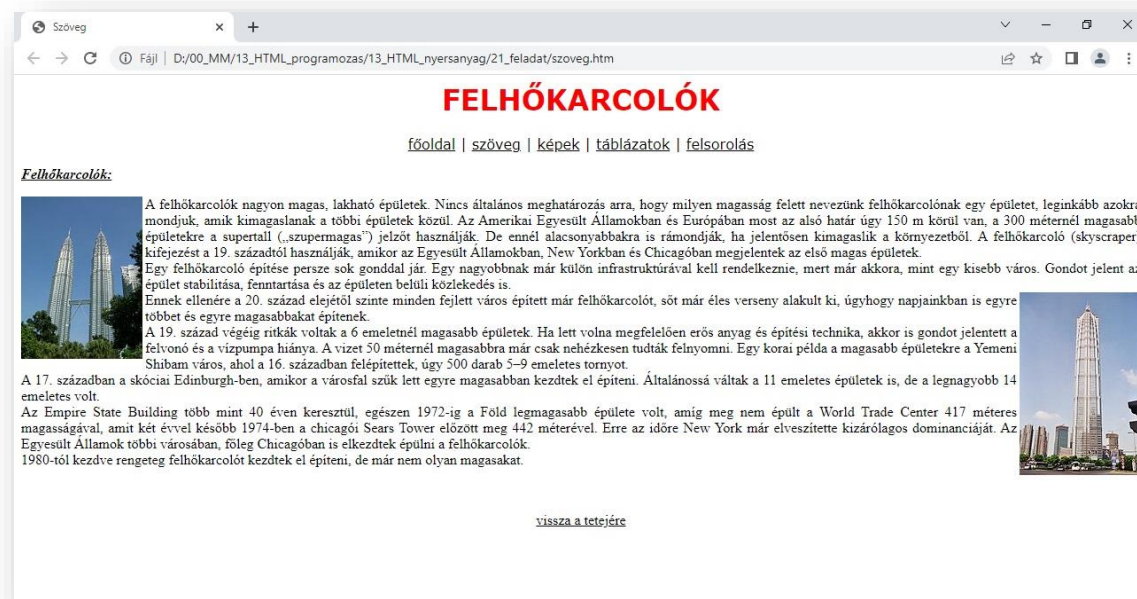 Szöveg
Fájl | D:/00_MM/13_HTML_programozas/13_HTML_nyersanyag/21_feladat/szoveg.htm
FELHŐKARCOLÓK
főoldal | szöveg | képek | táblázatok | felsorolás
Felhőkarcolók:
A felhőkarcolók nagyon magas, lakható épületek. Nincs általános meghatározás arra, hogy milyen magasság felett nevezünk felhőkarcolónak egy épületet, leginkább azokra
mondjuk, amik kimagaslanak a többi épületek közül. Az Amerikai Egyesült Államokban és Európában most az alsó határ úgy 150 m körül van, a 300 méternél magasabb
épületekre a supertall („szupermagas”) jelzőt használják. De ennél alacsonyabbakra is rámondják, ha jelentősen kimagaslik a környezetből. A felhőkarcoló (skyscraper)
kifejezést a 19. századtól használják, amikor az Egyesült Államokban, New Yorkban és Chicagóban megjelentek az első magas épületek.
Egy felhőkarcoló építése persze sok gonddal jár. Egy nagyobbnak már külön infrastruktúrával kell rendelkeznie, mert már akkora, mint egy kisebb város. Gondot jelent az
épület stabilitása, fenntartása és az épületen belüli közlekedés is.
Ennek ellenére a 20. század elejétől szinte minden fejlett város épített már felhőkarcolót, sőt már éles verseny alakult ki, úgyhogy napjainkban is egyre
többet és egyre magasabbakat építenek.
A 19. század végéig ritkák voltak a 6 emeletnél magasabb épületek. Ha lett volna megfelelően erős anyag és építési technika, akkor is gondot jelentett a
felvonó és a vízpumpa hiánya. A vizet 50 méternél magasabbra már csak nehézkesen tudták felnyomni. Egy korai példa a magasabb épületekre a Yemeni
Shibam város, ahol a 16. században felépítettek, úgy 500 darab 5–9 emeletes tornyot.
A 17. században a skóciai Edinburgh-ben, amikor a városfal szűk lett egyre magasabban kezdtek el építeni. Általánossá váltak a 11 emeletes épületek is, de a legnagyobb 14
emeletes volt.
Az Empire State Building több mint 40 éven keresztül, egészen 1972-ig a Föld legmagasabb épülete volt, amíg meg nem épült a World Trade Center 417 méteres
magasságával, amit két évvel később 1974-ben a chicagói Sears Tower előzött meg 442 méterével. Erre az időre New York már elveszítette kizárólagos dominanciáját. Az
Egyesült Államok többi városában, főleg Chicagóban is elkezdtek épülni a felhőkarcolók.
1980-tól kezdve rengeteg felhőkarcolót kezdtek el építeni, de már nem olyan magasakat.
vissza a tetejére